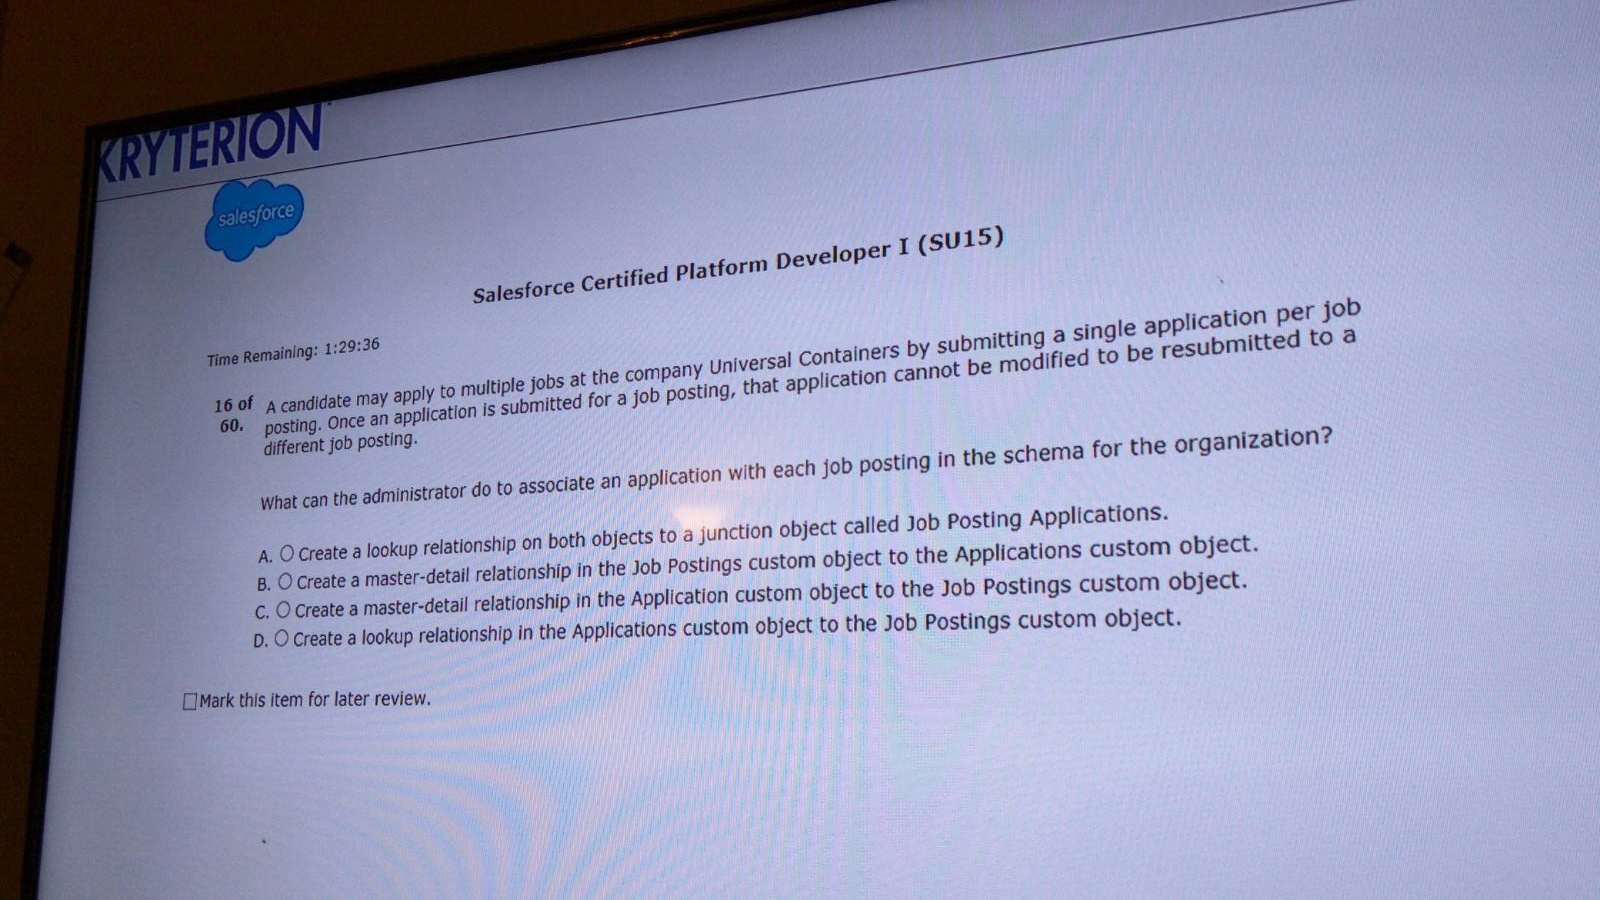 KRYTERION
salesforce
Salesforce Certified Platform Developer I (SU15)
Time Remaining: 1:29:36
16 of 60. A candidate may apply to multiple jobs at the company Universal Containers by submitting a single application per job
posting. Once an application is submitted for a job posting, that application cannot be modified to be resubmitted to a
different job posting.
What can the administrator do to associate an application with each job posting in the schema for the organization?
A. Create a lookup relationship on both objects to a junction object called Job Posting Applications.
B. Create a master-detail relationship in the Job Postings custom object to the Applications custom object.
C. Create a master-detail relationship in the Application custom object to the Job Postings custom object.
D. Create a lookup relationship in the Applications custom object to the Job Postings custom object.
Mark this item for later review.